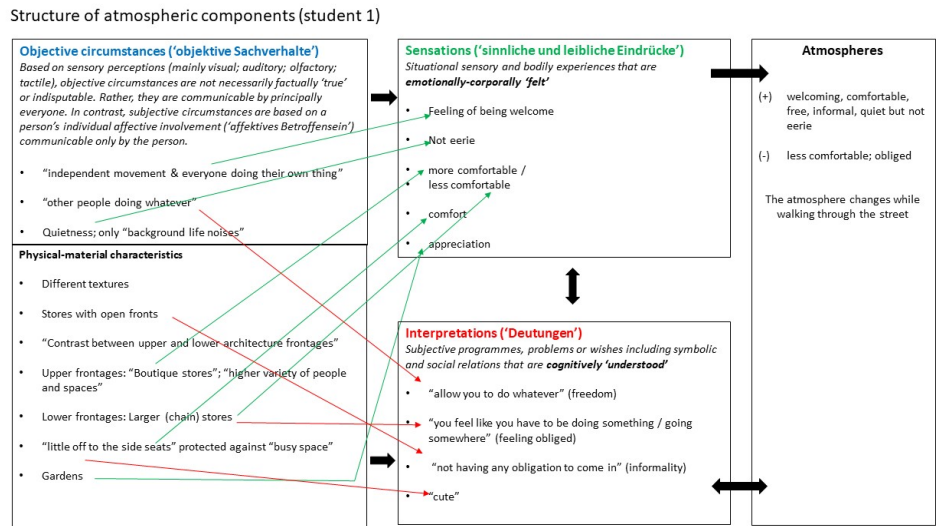 Structure of atmospheric components (student 1)
Objective circumstances (‘objektive Sachverhalte’)
Based on sensory perceptions (mainly visual; auditory; olfactory;
tactile), objective circumstances are not necessarily factually ‘true’
or indisputable. Rather, they are communicable by principally
everyone. In contrast, subjective circumstances are based on a
person’s individual affective involvement (‘affektives Betroffensein’)
communicable only by the person.
• “independent movement & everyone doing their own thing”
• “other people doing whatever”
• Quietness; only “background life noises”
Physical-material characteristics
• Different textures
• Stores with open fronts
• “Contrast between upper and lower architecture frontages”
• Upper frontages: “Boutique stores”; “higher variety of people
and spaces”
• Lower frontages: Larger (chain) stores
• “little off to the side seats” protected against “busy space”
• Gardens
Sensations (‘sinnliche und leibliche Eindrücke’)
Situational sensory and bodily experiences that are
emotionally-corporally ‘felt’
• Feeling of being welcome
• Not eerie
• more comfortable /
• less comfortable
• comfort
• appreciation
Interpretations (‘Deutungen’)
Subjective programmes, problems or wishes including symbolic
and social relations that are cognitively ‘understood’
• “allow you to do whatever” (freedom)
• “you feel like you have to be doing something / going
somewhere” (feeling obliged)
• “not having any obligation to come in” (informality)
• “cute”
Atmospheres
(+) welcoming, comfortable,
free, informal, quiet but not
eerie
(-) less comfortable; obliged
The atmosphere changes while
walking through the street